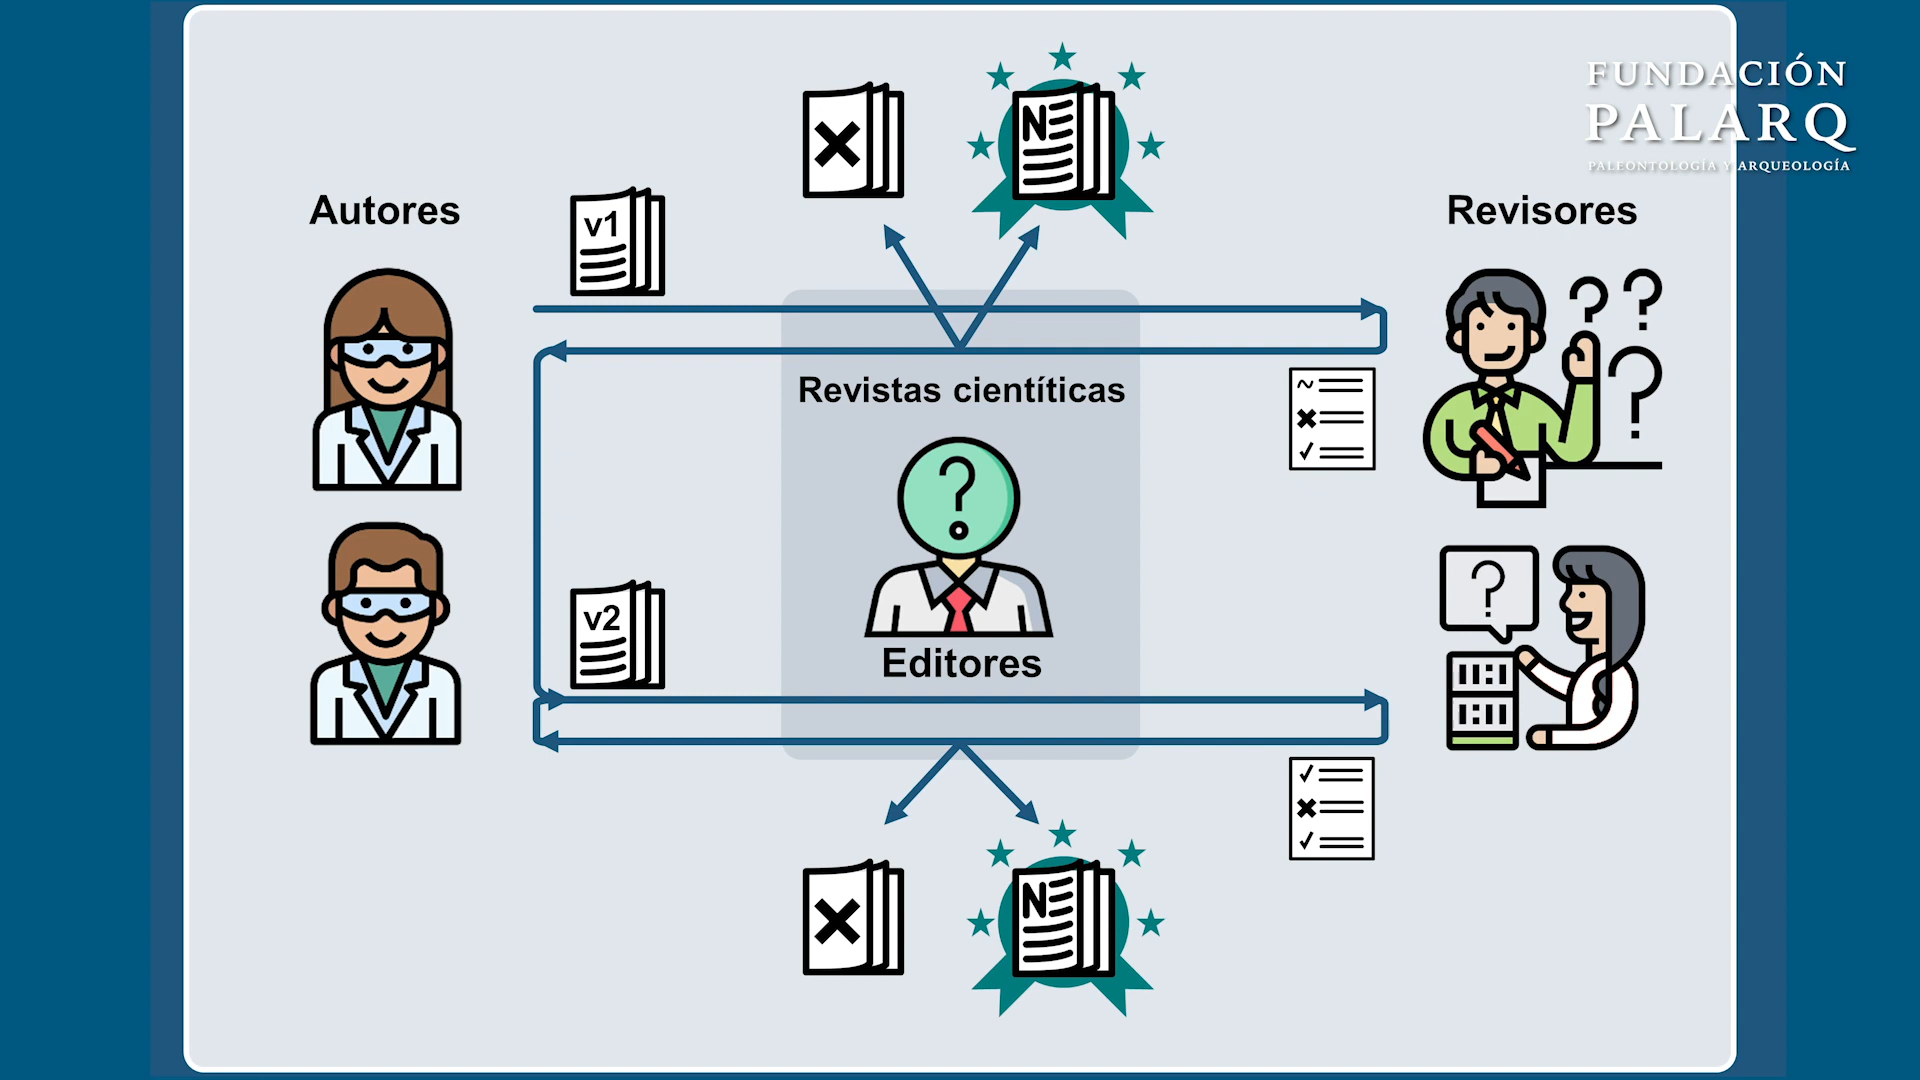 FUNDACIÓN
PALARQ
PALEONTOLOGÍA Y ARQUEOLOGÍA
Autores
Revisores
v1
N
Revistas científicas
?
? ?
?
Editores
v2
?
N